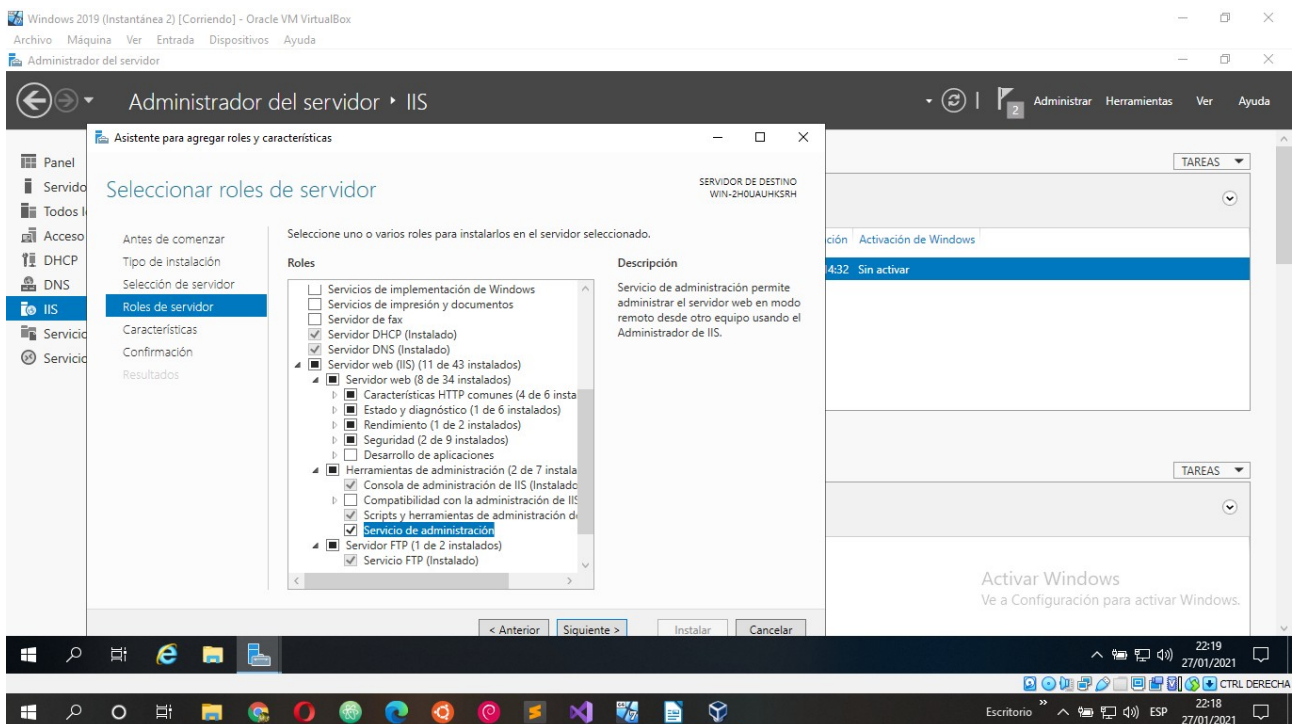 Windows 2019 (Instantánea 2) [Corriendo] - Oracle VM VirtualBox
Archivo Máquina Ver Entrada Dispositivos Ayuda
Administrador del servidor
Administrador del servidor ‣ IIS
2
Administrar Herramientas Ver Ayuda
Panel
Servido
Todos l
Acceso
DHCP
DNS
IIS
Servicio
Servicio
Asistente para agregar roles y características
Seleccionar roles de servidor
SERVIDOR DE DESTINO
WIN-2H0UAUHKSRH
Antes de comenzar
Tipo de instalación
Selección de servidor
Roles de servidor
Características
Confirmación
Resultados
Seleccione uno o varios roles para instalarlos en el servidor seleccionado.
Roles
Servicios de implementación de Windows
Servicios de impresión y documentos
Servidor de fax
Servidor DHCP (Instalado)
Servidor DNS (Instalado)
Servidor web (IIS) (11 de 43 instalados)
Servidor web (8 de 34 instalados)
Características HTTP comunes (4 de 6 insta
Estado y diagnóstico (1 de 6 instalados)
Rendimiento (1 de 2 instalados)
Seguridad (2 de 9 instalados)
Desarrollo de aplicaciones
Herramientas de administración (2 de 7 instala
Consola de administración de IIS (Instalado
Compatibilidad con la administración de IIS
Scripts y herramientas de administración de
Servicio de administración
Servidor FTP (1 de 2 instalados)
Servicio FTP (Instalado)
Descripción
Servicio de administración permite
administrar el servidor web en modo
remoto desde otro equipo usando el
Administrador de IIS.
< Anterior Siguiente > Instalar Cancelar
TAREAS
ción Activación de Windows
14:32 Sin activar
TAREAS
Activar Windows
Ve a Configuración para activar Windows.
22:19
27/01/2021
CTRL DERECHA
Escritorio » ESP 22:18
27/01/2021